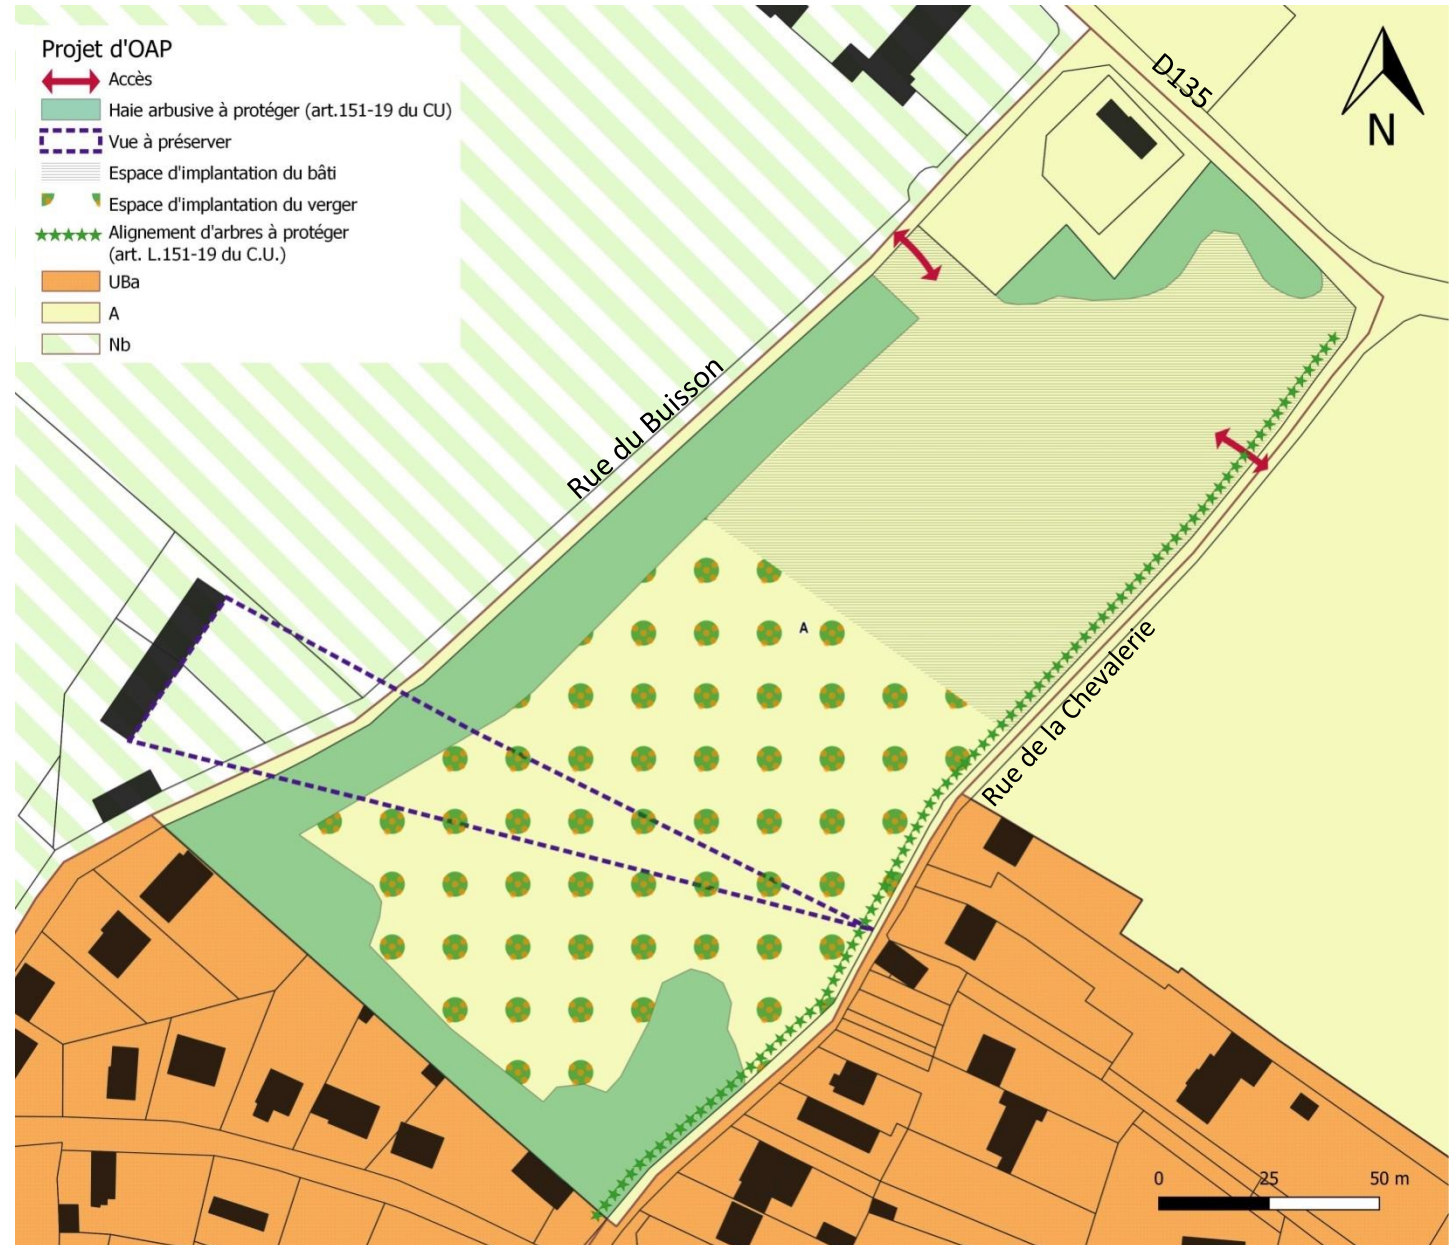 Projet d'OAP
Accès
Haie arbusive à protéger (art.151-19 du CU)
Vue à préserver
Espace d'implantation du bâti
Espace d'implantation du verger
Alignement d'arbres à protéger
(art. L.151-19 du C.U.)
UBa
A
Nb
D135
N
Rue du Buisson
A
Rue de la Chevalerie
0 25 50 m